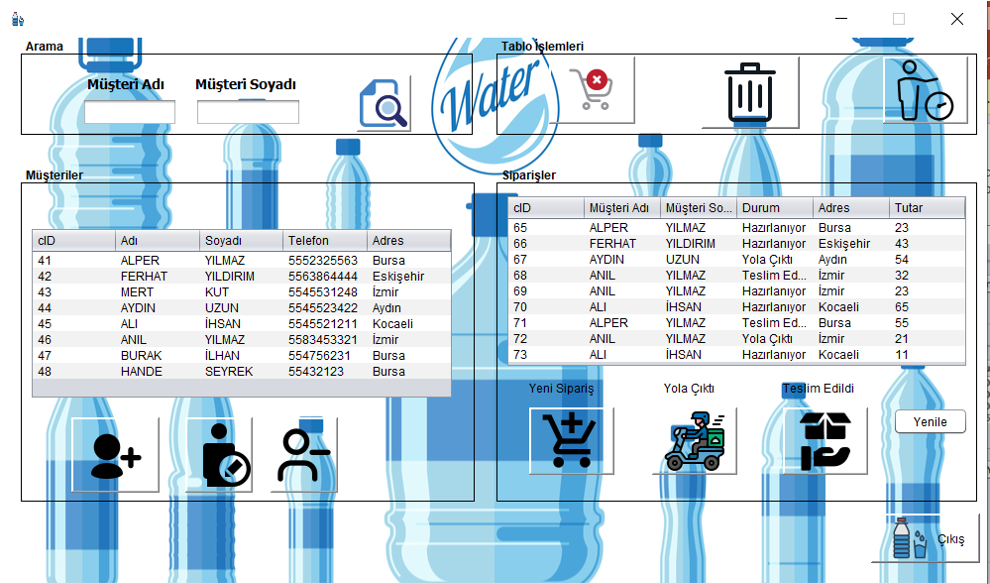 Arama
Müşteri Adı Müşteri Soyadı
Water
Tablo İşlemleri
Müşteriler
cID Adı Soyadı Telefon Adres
41 ALPER YILMAZ 5552325563 Bursa
42 FERHAT YILDIRIM 5563864444 Eskişehir
43 MERT KUT 5545531248 İzmir
44 AYDIN UZUN 5545523422 Aydın
45 ALI İHSAN 5545521211 Kocaeli
46 ANIL YILMAZ 5583453321 İzmir
47 BURAK İLHAN 554756231 Bursa
48 HANDE SEYREK 55432123 Bursa
Siparişler
cID Müşteri Adı Müşteri So... Durum Adres Tutar
65 ALPER YILMAZ Hazırlanıyor Bursa 23
66 FERHAT YILDIRIM Hazırlanıyor Eskişehir 43
67 AYDIN UZUN Yola Çıktı Aydın 54
68 ANIL YILMAZ Teslim Ed... İzmir 32
69 ANIL YILMAZ Hazırlanıyor İzmir 23
70 ALI İHSAN Hazırlanıyor Kocaeli 65
71 ALPER YILMAZ Teslim Ed... Bursa 55
72 ANIL YILMAZ Yola Çıktı İzmir 21
73 ALI İHSAN Hazırlanıyor Kocaeli 11
Yeni Sipariş Yola Çıktı Teslim Edildi
Yenile
Çıkış